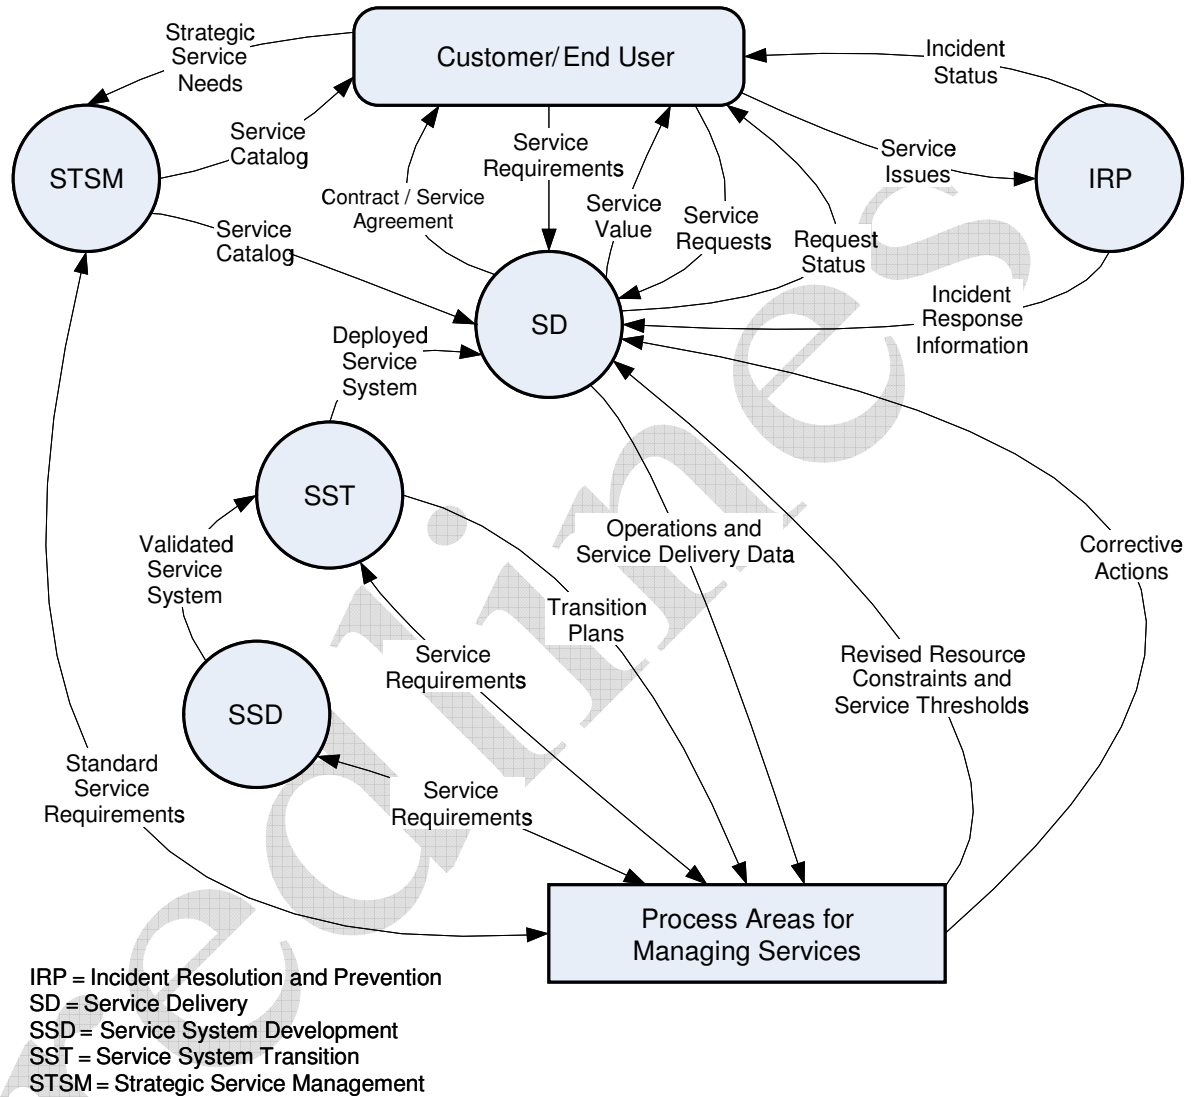 Strategic
Service
Needs
Customer/End User
Incident
Status
STSM
Service
Catalog
Service
Requirements
Service
Issues
IRP
Contract / Service
Agreement
Service
Value
Service
Requests
Service
Catalog
Request
Status
SD
Incident
Response
Information
Deployed
Service
System
SST
Operations and
Service Delivery Data
Validated
Service
System
Corrective
Actions
Transition
Plans
Service
Requirements
Revised Resource
Constraints and
Service Thresholds
SSD
Standard
Service
Requirements
Service
Requirements
Process Areas for
Managing Services
IRP = Incident Resolution and Prevention
SD = Service Delivery
SSD = Service System Development
SST = Service System Transition
STSM = Strategic Service Management
redlines